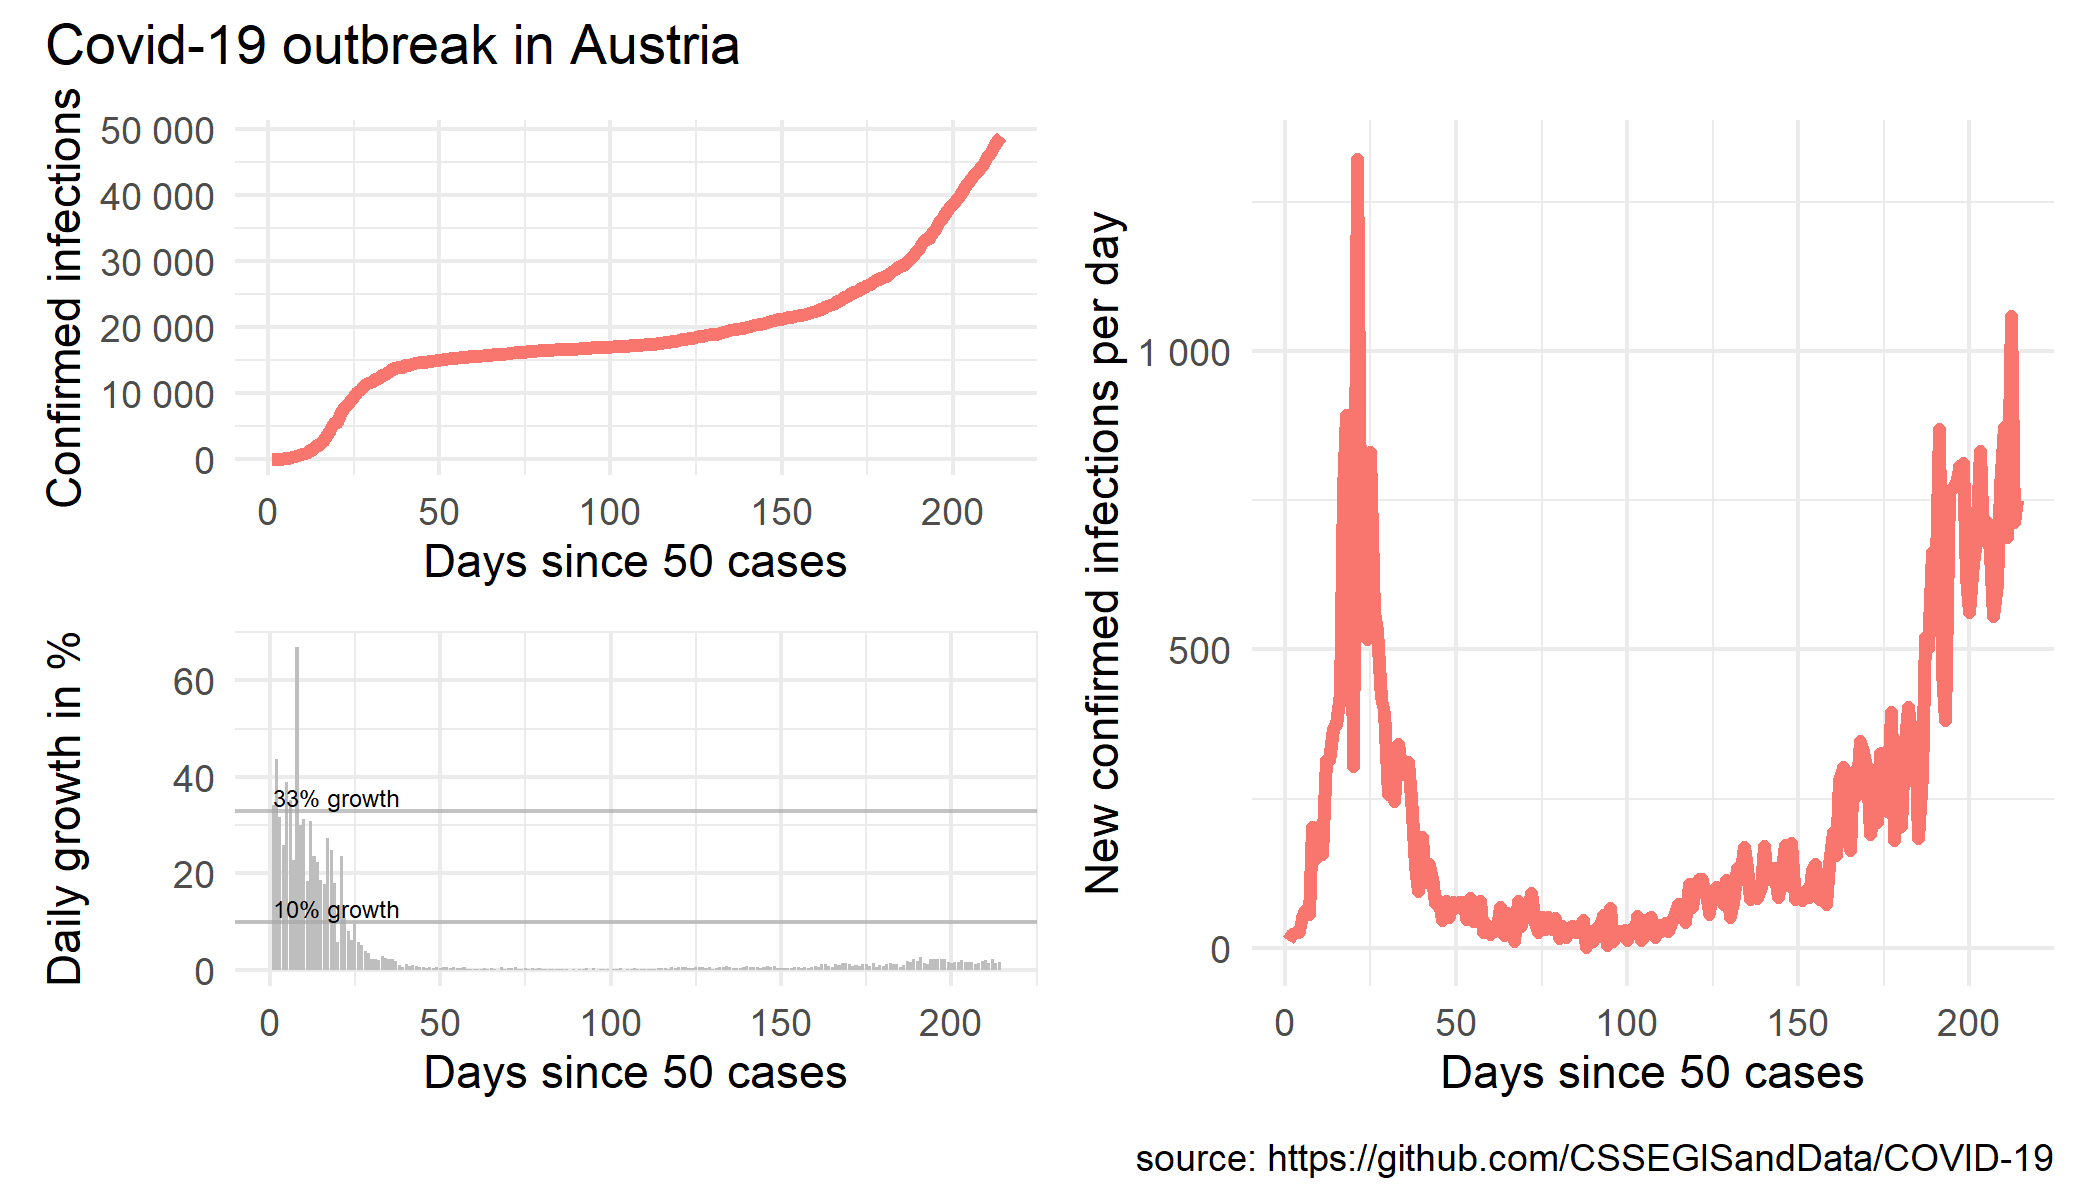 Covid-19 outbreak in Austria
Confirmed infections
50 000
40 000
30 000
20 000
10 000
0
0 50 100 150 200
Days since 50 cases
Daily growth in %
60
40
20
0
33% growth
10% growth
0 50 100 150 200
Days since 50 cases
New confirmed infections per day
1 000
500
0
0 50 100 150 200
Days since 50 cases
source: https://github.com/CSSEGISandData/COVID-19